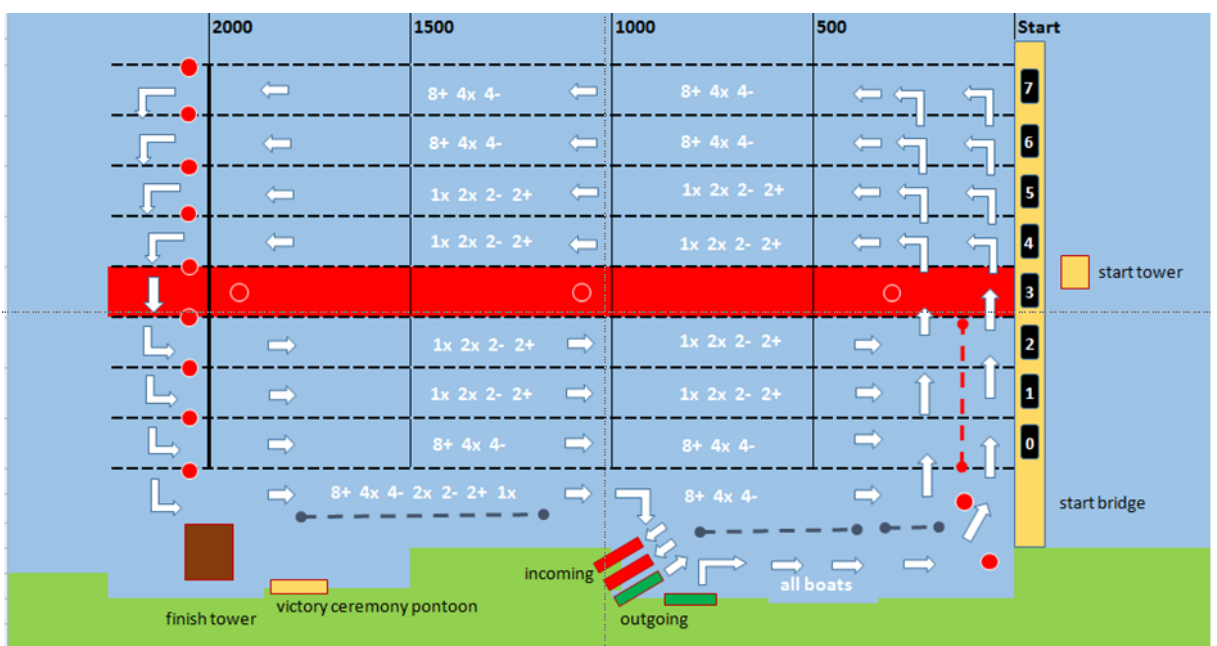 2000 1500 1000 500 Start
8+ 4x 4- 8+ 4x 4- 7
8+ 4x 4- 8+ 4x 4- 6
1x 2x 2- 2+ 1x 2x 2- 2+ 5
1x 2x 2- 2+ 1x 2x 2- 2+ 4
start tower
3
1x 2x 2- 2+ 1x 2x 2- 2+ 2
1x 2x 2- 2+ 1x 2x 2- 2+ 1
8+ 4x 4- 8+ 4x 4- 0
8+ 4x 4- 2x 2- 2+ 1x 8+ 4x 4-
start bridge
incoming
all boats
victory ceremony pontoon
finish tower
outgoing